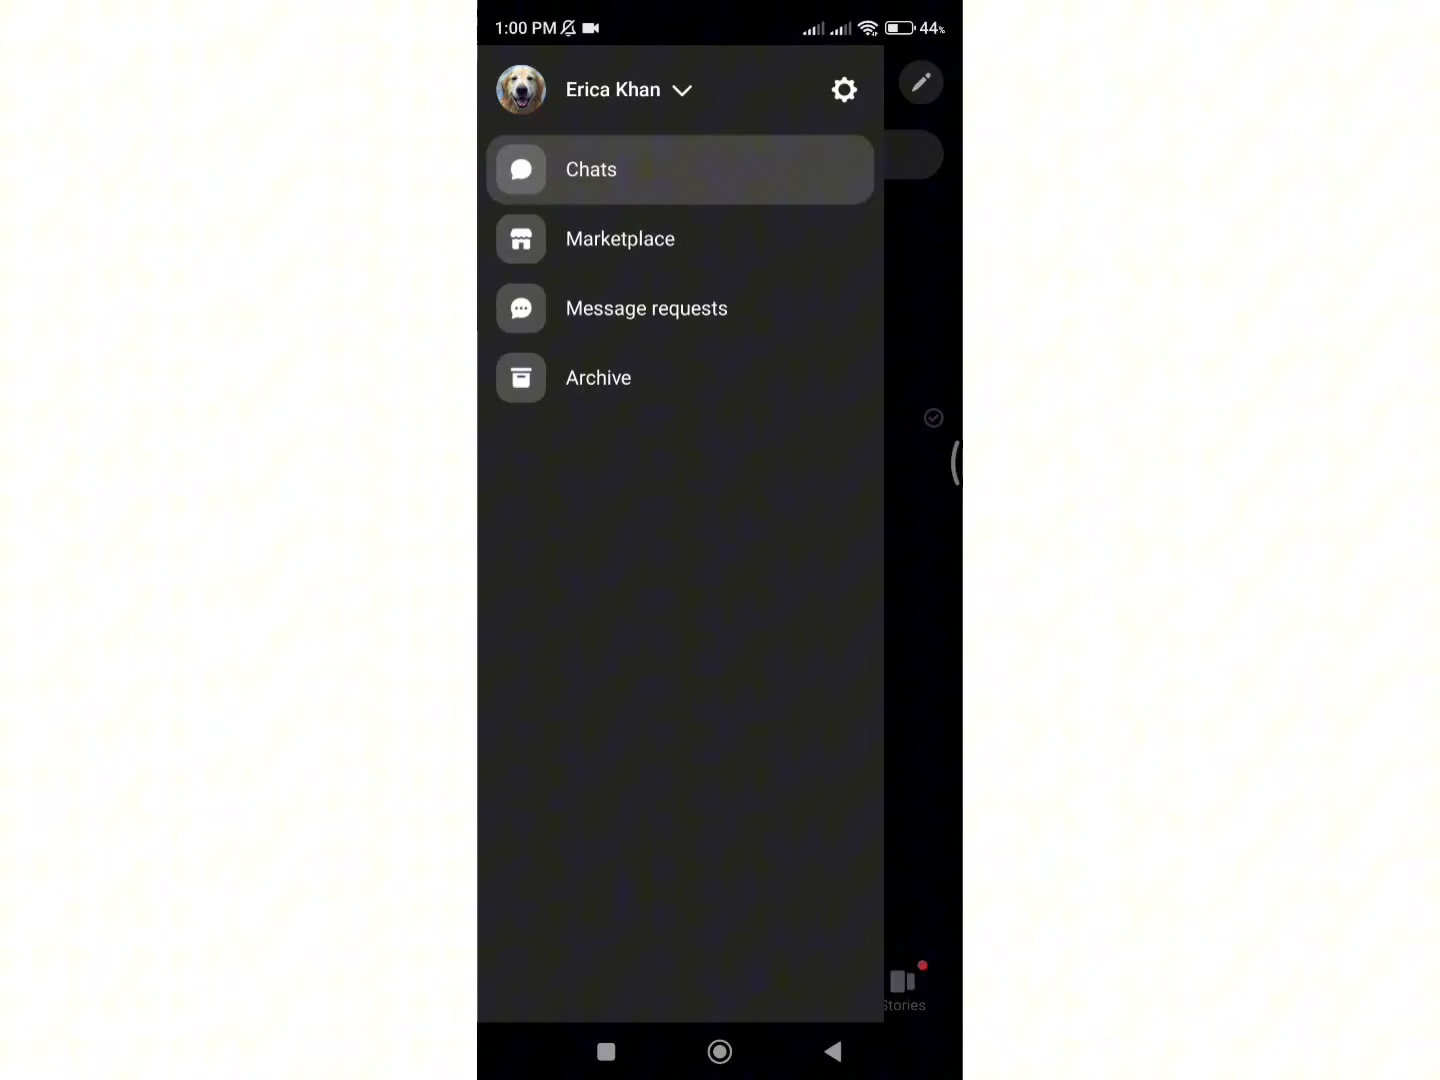 1:00 PM 44%
Erica Khan
Chats
Marketplace
Message requests
Archive
Stories